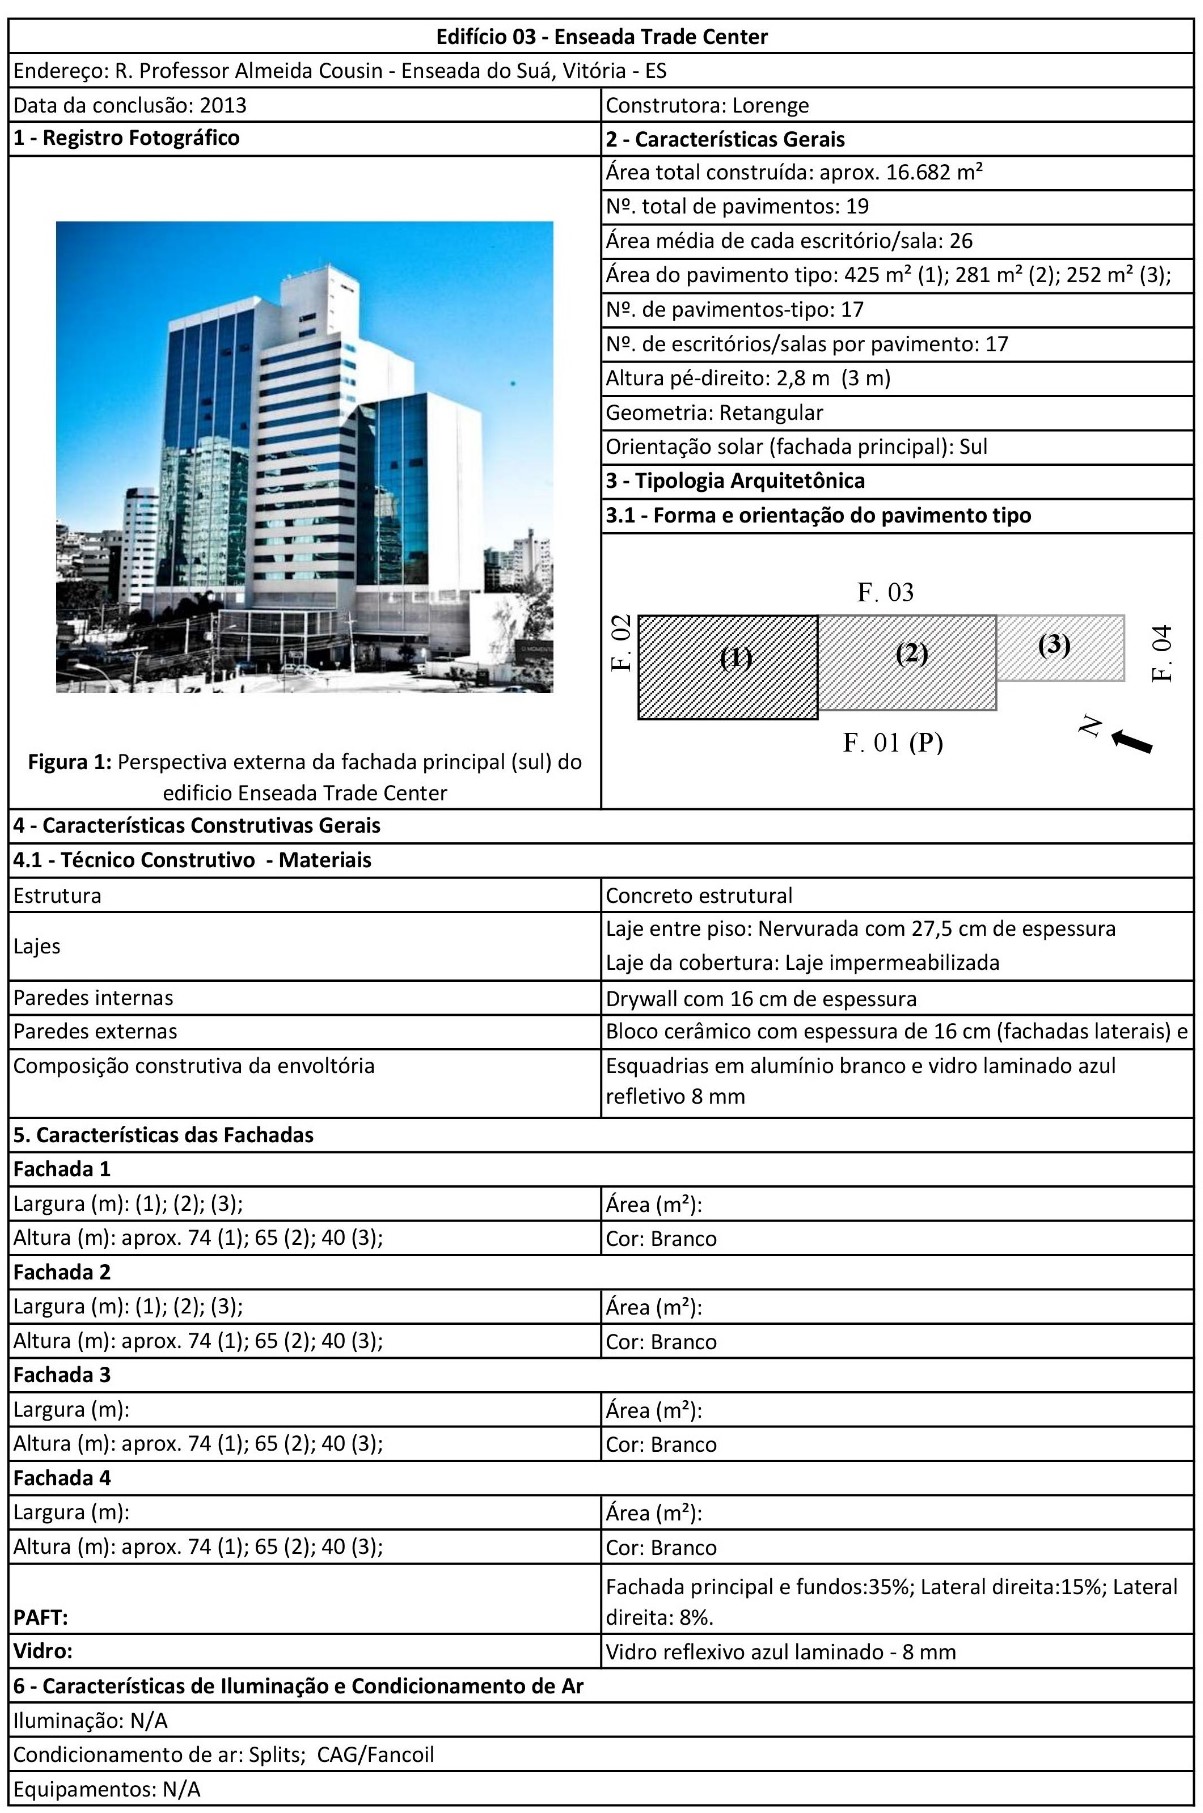 Edifício 03 - Enseada Trade Center
Endereço: R. Professor Almeida Cousin - Enseada do Suá, Vitória - ES
Data da conclusão: 2013
Construtora: Lorenge
1 - Registro Fotográfico
2 - Características Gerais
Área total construída: aprox. 16.682 m²
Nº. total de pavimentos: 19
Área média de cada escritório/sala: 26
Área do pavimento tipo: 425 m² (1); 281 m² (2); 252 m² (3);
Nº. de pavimentos-tipo: 17
Nº. de escritórios/salas por pavimento: 17
Altura pé-direito: 2,8 m  (3 m)
Geometria: Retangular
Orientação solar (fachada principal): Sul
3 - Tipologia Arquitetônica
3.1 - Forma e orientação do pavimento tipo
F. 03
F. 02
(1)
(2)
(3)
F. 04
F. 01 (P)
N
Figura 1: Perspectiva externa da fachada principal (sul) do
edificio Enseada Trade Center
4 - Características Construtivas Gerais
4.1 - Técnico Construtivo  - Materiais
Estrutura
Concreto estrutural
Lajes
Laje entre piso: Nervurada com 27,5 cm de espessura
Laje da cobertura: Laje impermeabilizada
Paredes internas
Drywall com 16 cm de espessura
Paredes externas
Bloco cerâmico com espessura de 16 cm (fachadas laterais) e
Composição construtiva da envoltória
Esquadrias em alumínio branco e vidro laminado azul
refletivo 8 mm
5. Características das Fachadas
Fachada 1
Largura (m): (1); (2); (3);
Área (m²):
Altura (m): aprox. 74 (1); 65 (2); 40 (3);
Cor: Branco
Fachada 2
Largura (m): (1); (2); (3);
Área (m²):
Altura (m): aprox. 74 (1); 65 (2); 40 (3);
Cor: Branco
Fachada 3
Largura (m):
Área (m²):
Altura (m): aprox. 74 (1); 65 (2); 40 (3);
Cor: Branco
Fachada 4
Largura (m):
Área (m²):
Altura (m): aprox. 74 (1); 65 (2); 40 (3);
Cor: Branco
PAFT:
Fachada principal e fundos:35%; Lateral direita:15%; Lateral
direita: 8%.
Vidro:
Vidro reflexivo azul laminado - 8 mm
6 - Características de Iluminação e Condicionamento de Ar
Iluminação: N/A
Condicionamento de ar: Splits;  CAG/Fancoil
Equipamentos: N/A